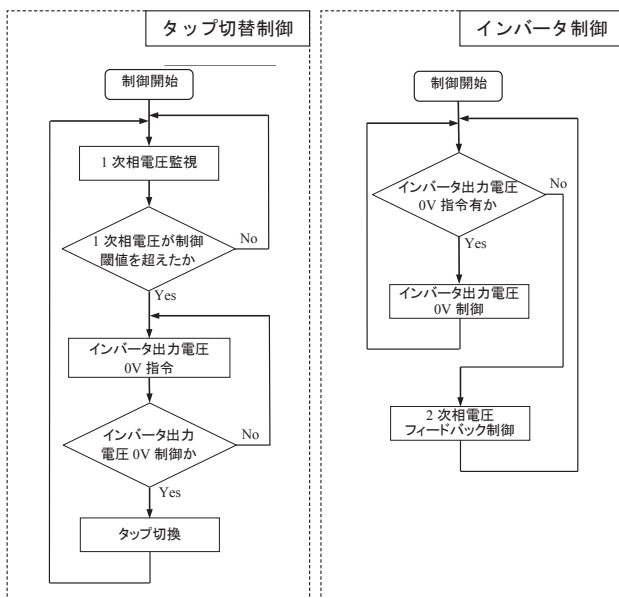 タップ切替制御
制御開始
1 次相電圧監視
1 次相電圧が制御
閾値を超えたか
No
Yes
インバータ出力電圧
0V 指令
インバータ出力
電圧 0V 制御か
No
Yes
タップ切換
インバータ制御
制御開始
インバータ出力電圧
0V 指令有か
No
Yes
インバータ出力電圧
0V 制御
2 次相電圧
フィードバック制御